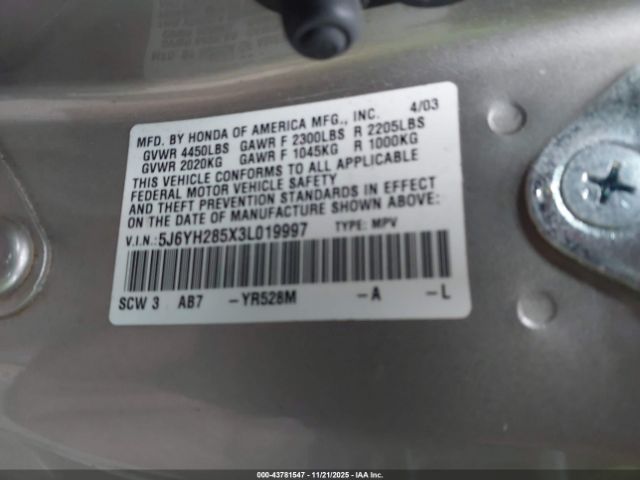 MFD. BY HONDA OF AMERICA MFG., INC. 4/03
GVWR 4450LBS GAWR F 2300LBS R 2205LBS
GVWR 2020KG GAWR F 1045KG R 1000KG
THIS VEHICLE CONFORMS TO ALL APPLICABLE
FEDERAL MOTOR VEHICLE SAFETY
AND THEFT PREVENTION STANDARDS IN EFFECT
ON THE DATE OF MANUFACTURE SHOWN ABOVE:
V.I.N.: 5J6YH285X3L019997 TYPE: MPV
SCW 3 AB7 -YR528M -A -L
000-43781547 - 11/21/2025 - IAA Inc.